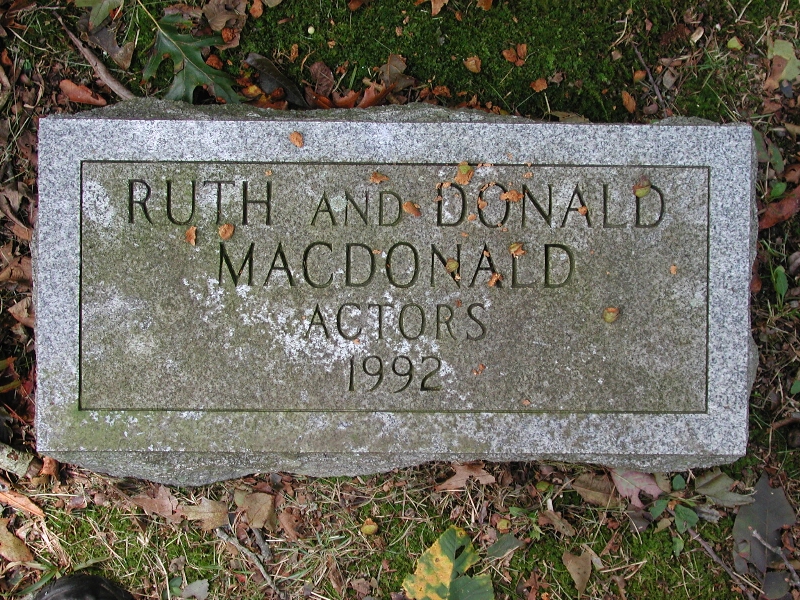 RUTH AND DONALD
MACDONALD
ACTORS
1992